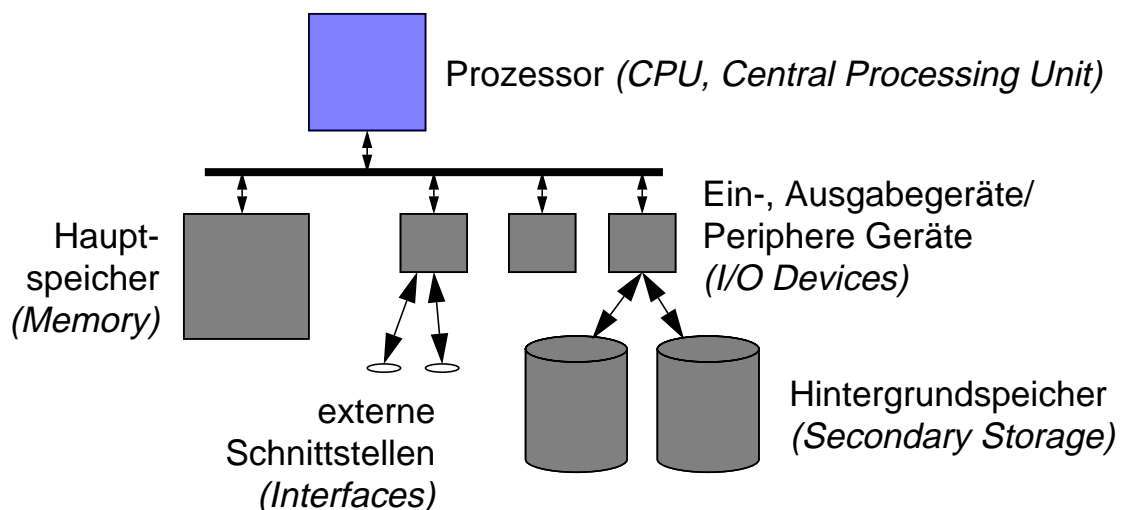 Prozessor (CPU, Central Processing Unit)
Haupt-
speicher
(Memory)
Ein-, Ausgabegeräte/
Periphere Geräte
(I/O Devices)
externe
Schnittstellen
(Interfaces)
Hintergrundspeicher
(Secondary Storage)